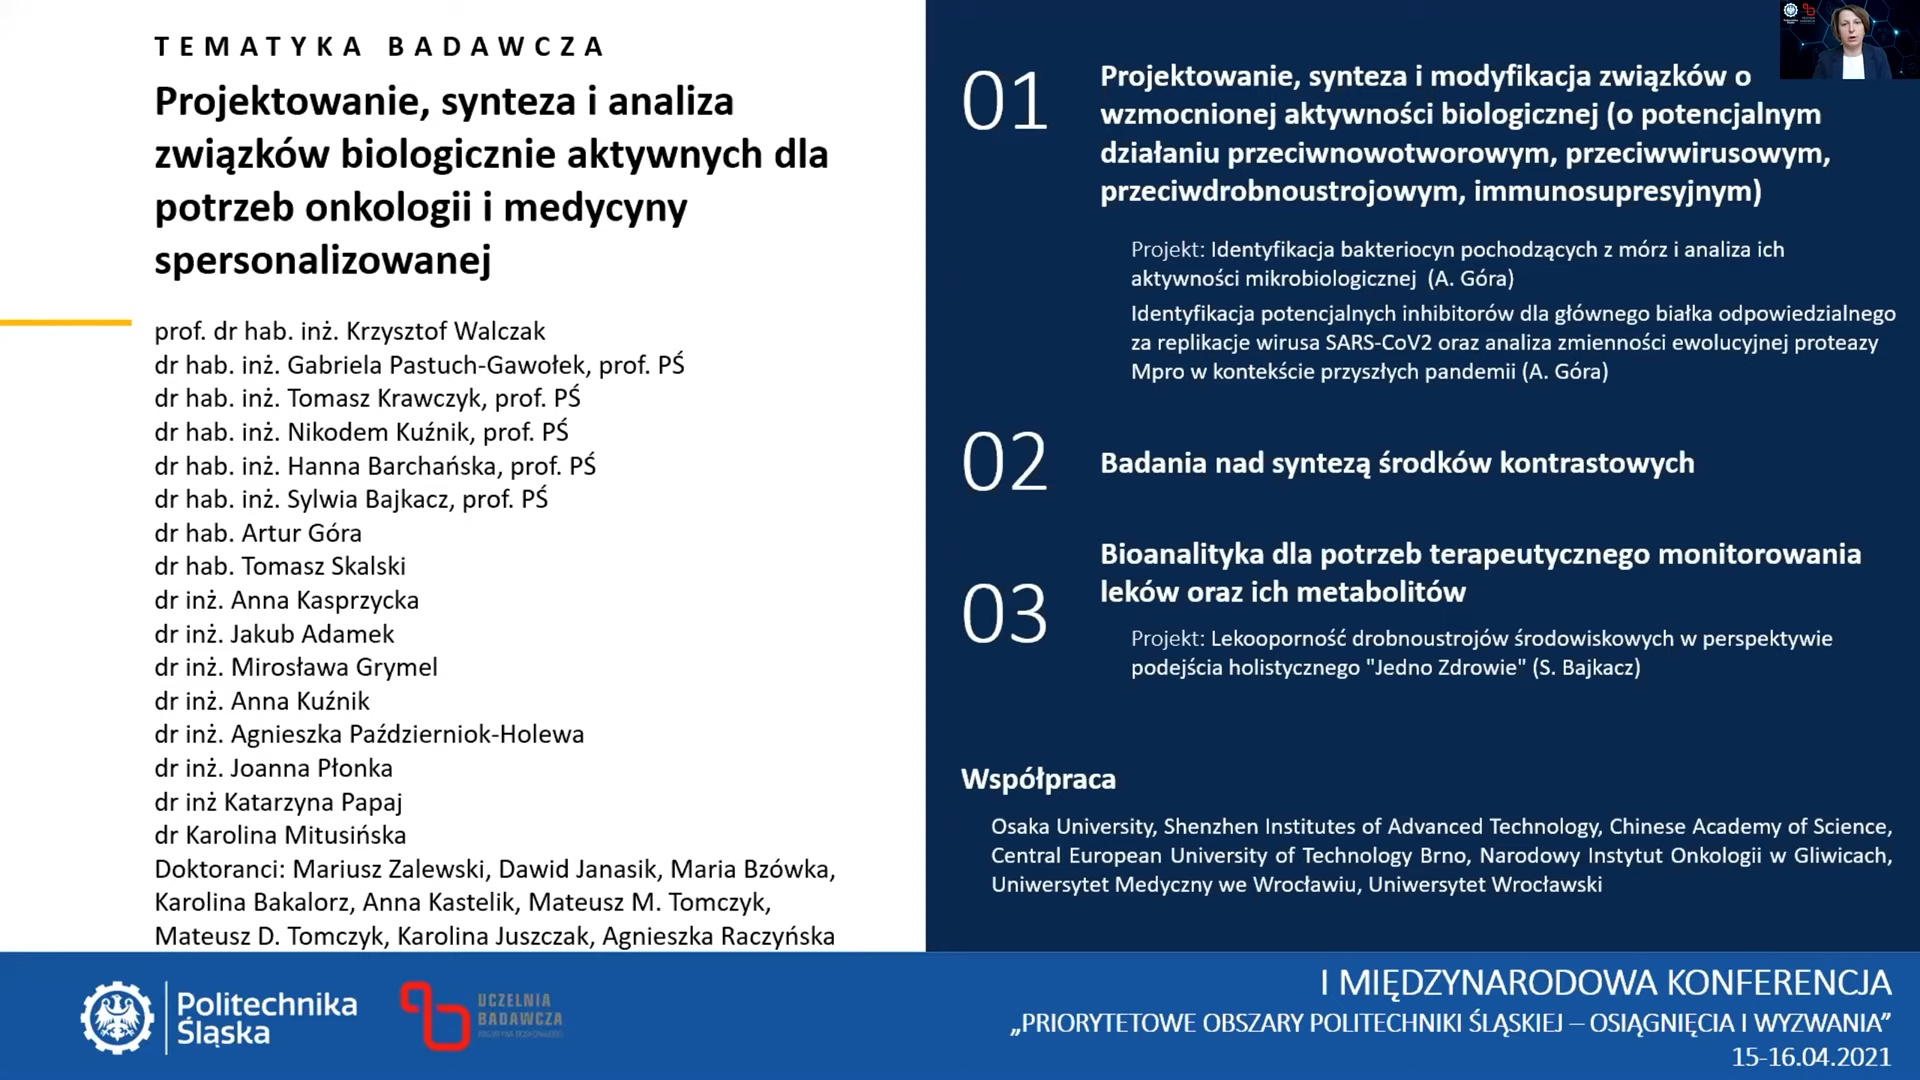 TEMATYKA BADAWCZA
Projektowanie, synteza i analiza
związków biologicznie aktywnych dla
potrzeb onkologii i medycyny
spersonalizowanej
prof. dr hab. inż. Krzysztof Walczak
dr hab. inż. Gabriela Pastuch-Gawołek, prof. PŚ
dr hab. inż. Tomasz Krawczyk, prof. PŚ
dr hab. inż. Nikodem Kuźnik, prof. PŚ
dr hab. inż. Hanna Barchańska, prof. PŚ
dr hab. inż. Sylwia Bajkacz, prof. PŚ
dr hab. Artur Góra
dr hab. Tomasz Skalski
dr inż. Anna Kasprzycka
dr inż. Jakub Adamek
dr inż. Mirosława Grymel
dr inż. Anna Kuźnik
dr inż. Agnieszka Październiok-Holewa
dr inż. Joanna Płonka
dr inż Katarzyna Papaj
dr Karolina Mitusińska
Doktoranci: Mariusz Zalewski, Dawid Janasik, Maria Bzówka,
Karolina Bakalorz, Anna Kastelik, Mateusz M. Tomczyk,
Mateusz D. Tomczyk, Karolina Juszczak, Agnieszka Raczyńska
01
Projektowanie, synteza i modyfikacja związków o
wzmocnionej aktywności biologicznej (o potencjalnym
działaniu przeciwnowotworowym, przeciwwirusowym,
przeciwdrobnoustrojowym, immunosupresyjnym)
Projekt: Identyfikacja bakteriocyn pochodzących z mórz i analiza ich
aktywności mikrobiologicznej (A. Góra)
Identyfikacja potencjalnych inhibitorów dla głównego białka odpowiedzialnego
za replikacje wirusa SARS-CoV2 oraz analiza zmienności ewolucyjnej proteazy
Mpro w kontekście przyszłych pandemii (A. Góra)
02
Badania nad syntezą środków kontrastowych
03
Bioanalityka dla potrzeb terapeutycznego monitorowania
leków oraz ich metabolitów
Projekt: Lekooporność drobnoustrojów środowiskowych w perspektywie
podejścia holistycznego "Jedno Zdrowie" (S. Bajkacz)
Współpraca
Osaka University, Shenzhen Institutes of Advanced Technology, Chinese Academy of Science,
Central European University of Technology Brno, Narodowy Instytut Onkologii w Gliwicach,
Uniwersytet Medyczny we Wrocławiu, Uniwersytet Wrocławski
Politechnika
Śląska
UCZELNIA
BADAWCZA
I MIĘDZYNARODOWA KONFERENCJA
„PRIORYTETOWE OBSZARY POLITECHNIKI ŚLĄSKIEJ – OSIĄGNIĘCIA I WYZWANIA”
15-16.04.2021